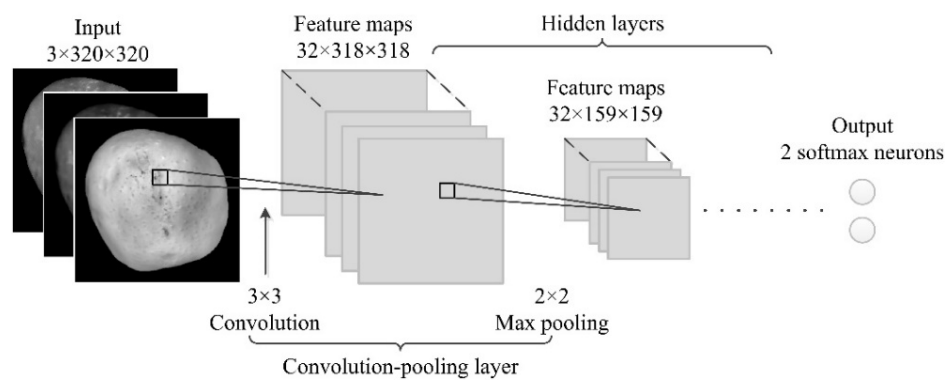 Input
3×320×320
Feature maps
32×318×318
Hidden layers
Feature maps
32×159×159
Output
2 softmax neurons
3×3
Convolution
2×2
Max pooling
Convolution-pooling layer